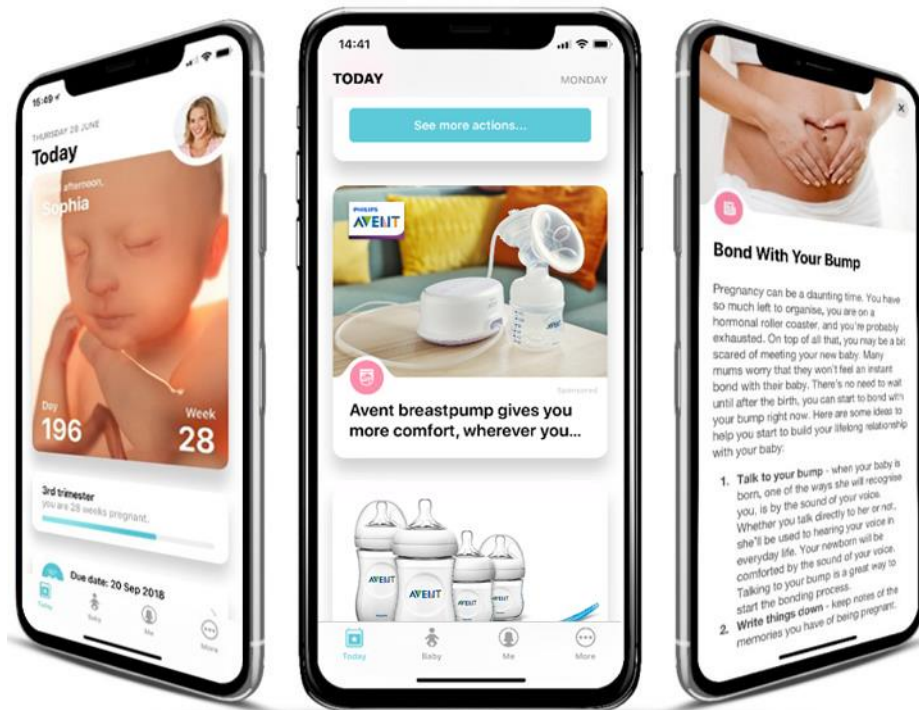 15:49
THURSDAY 28 JUNE
Today
afternoon,
Sophia
Day
196
Week
28
3rd trimester
you are 28 weeks pregnant.
Due date: 20 Sep 2018
Today
Baby
Me
More
14:41
TODAY
MONDAY
See more actions...
PHILIPS
AVENT
AVENT
Sponsored
Avent breastpump gives you
more comfort, wherever you...
AVENT
AVENT
AVENT
AVENT
Today
Baby
Me
More
X
Bond With Your Bump
Pregnancy can be a daunting time. You have
so much left to organise, you are on a
hormonal roller coaster, and you're probably
exhausted. On top of all that, you may be a bit
scared of meeting your new baby. Many
mums worry that they won't feel an instant
bond with their baby. There's no need to wait
until after the birth, you can start to bond with
your bump right now. Here are some ideas to
help you start to build your lifelong relationship
with your baby:
1. Talk to your bump - when your baby is
born, one of the ways she will recognise
you, is by the sound of your voice.
Whether you talk directly to her or not,
she'll be used to hearing your voice in
everyday life. Your newborn will be
comforted by the sound of your voice.
Talking to your bump is a great way to
start the bonding process.
2. Write things down - keep notes of the
memories you have of being pregnant.